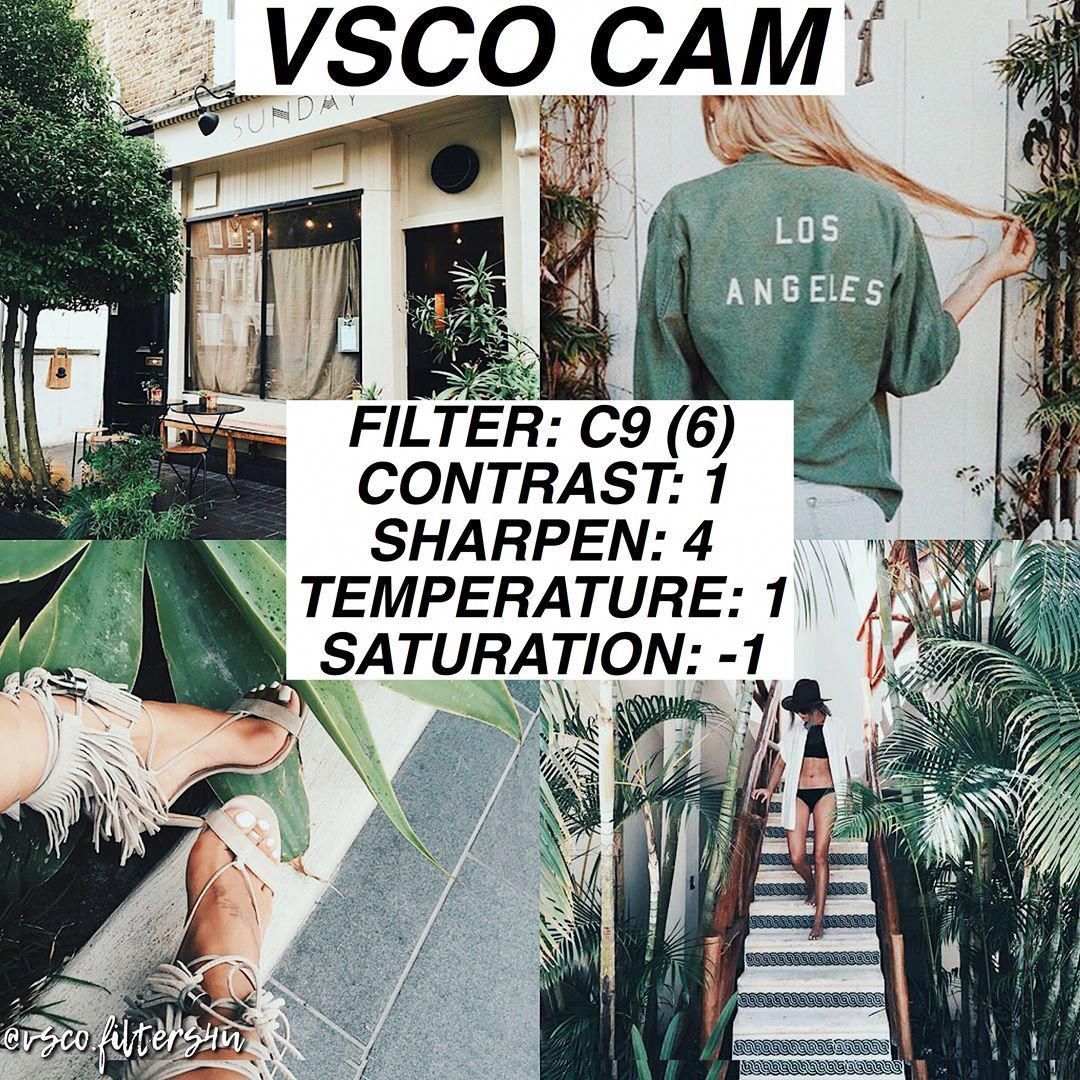 VSCO CAM
SUNDAY
LOS
ANGELES
FILTER: C9 (6)
CONTRAST: 1
SHARPEN: 4
TEMPERATURE: 1
SATURATION: -1
@vsco.filters4u